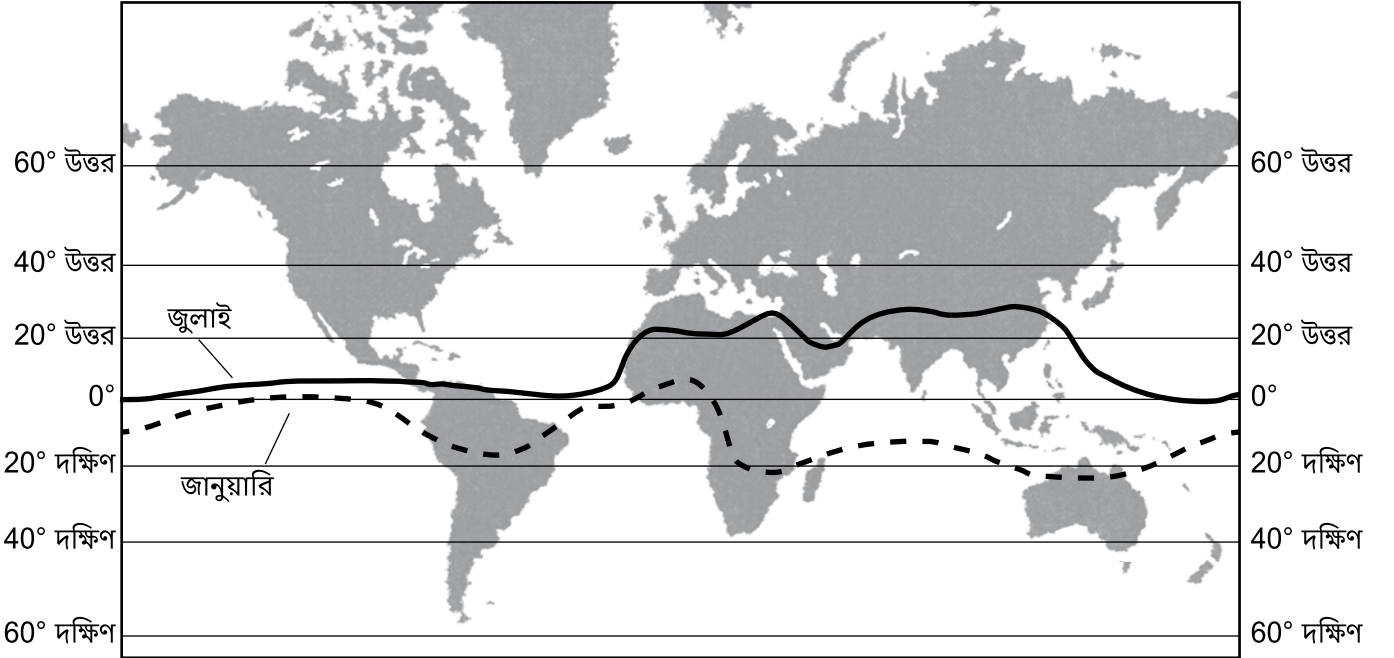 60° উত্তর
60° উত্তর
40° উত্তর
40° উত্তর
জুলাই
20° উত্তর
20° উত্তর
0°
0°
20° দক্ষিণ
20° দক্ষিণ
জানুয়ারি
40° দক্ষিণ
40° দক্ষিণ
60° দক্ষিণ
60° দক্ষিণ